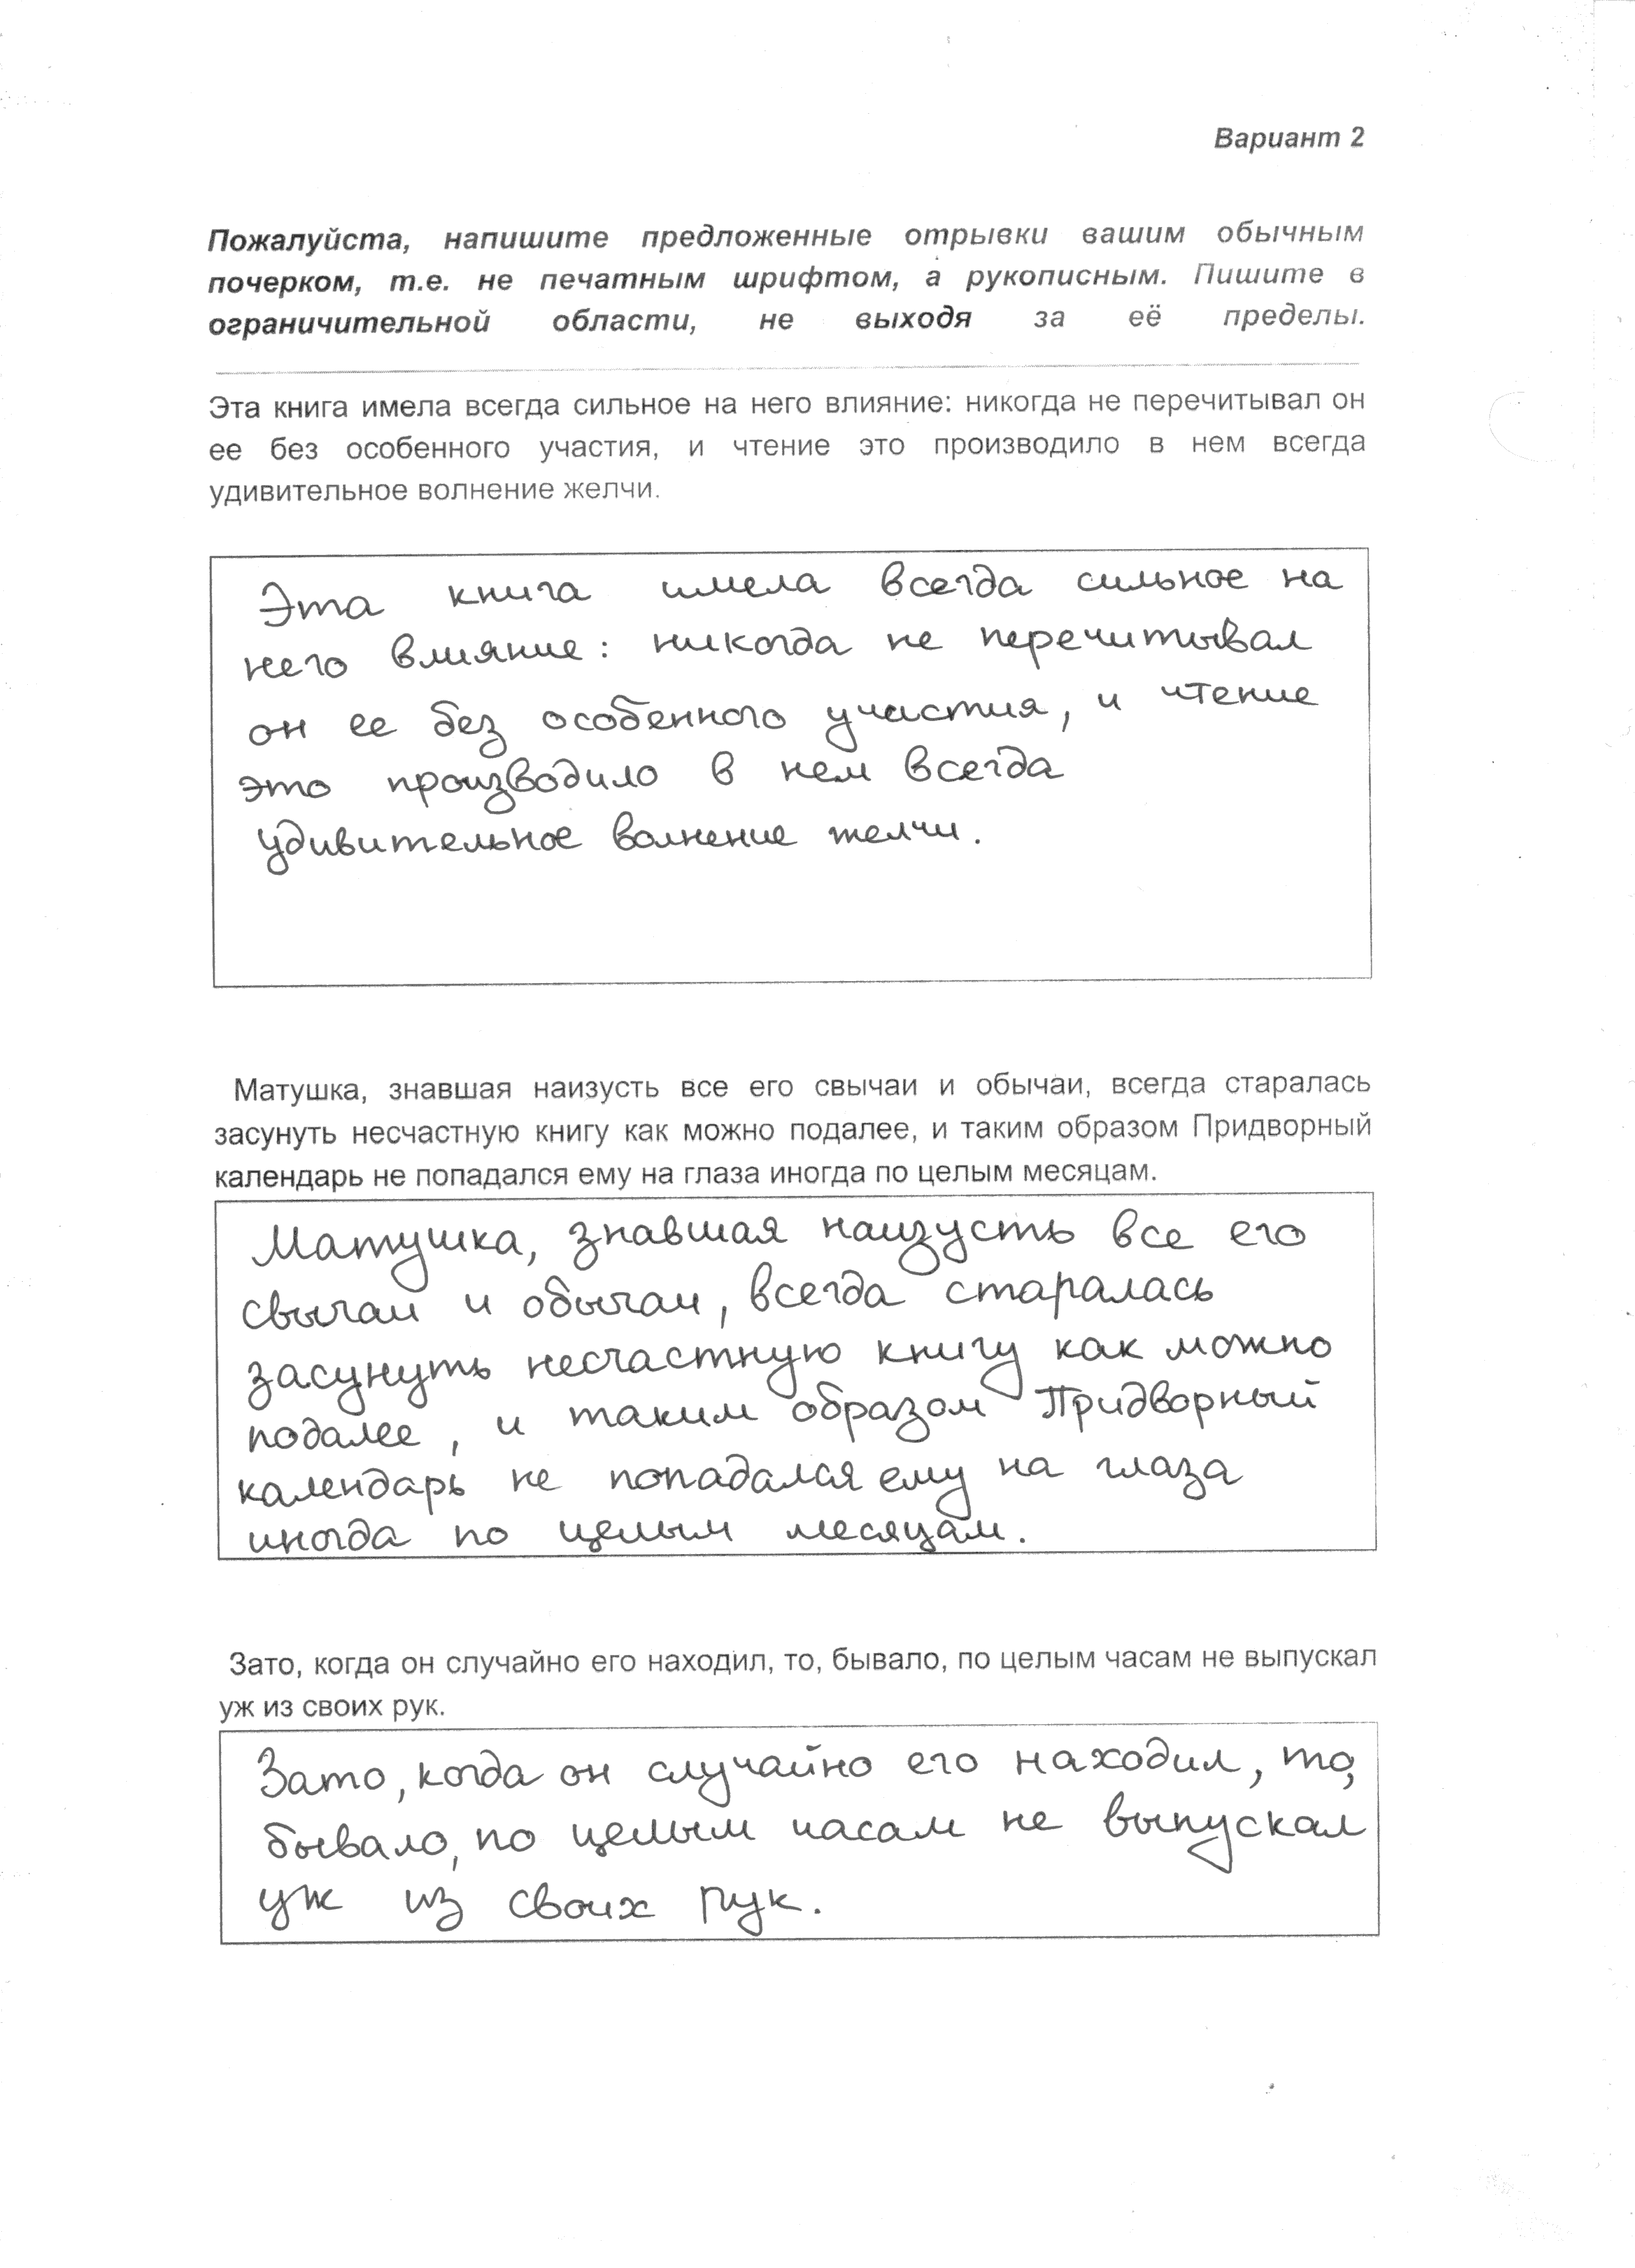 Вариант 2
Пожалуйста, напишите предложенные отрывки вашим обычным
почерком, т.е. не печатным шрифтом, а рукописным. Пишите в
ограничительной области, не выходя за её пределы.
Эта книга имела всегда сильное на него влияние: никогда не перечитывал он
ее без особенного участия, и чтение это производило в нем всегда
удивительное волнение желчи.
Эта книга имела всегда сильное на
него влияние: никогда не перечитывал
он ее без особенного участия, и чтение
это производило в нем всегда
удивительное волнение желчи.
Матушка, знавшая наизусть все его свычаи и обычаи, всегда старалась
засунуть несчастную книгу как можно подалее, и таким образом Придворный
календарь не попадался ему на глаза иногда по целым месяцам.
Матушка, знавшая наизусть все его
свычаи и обычаи, всегда старалась
засунуть несчастную книгу как можно
подалее, и таким образом Придворный
календарь не попадался ему на глаза
иногда по целым месяцам.
Зато, когда он случайно его находил, то, бывало, по целым часам не выпускал
уж из своих рук.
Зато, когда он случайно его находил, то,
бывало, по целым часам не выпускал
уж из своих рук.